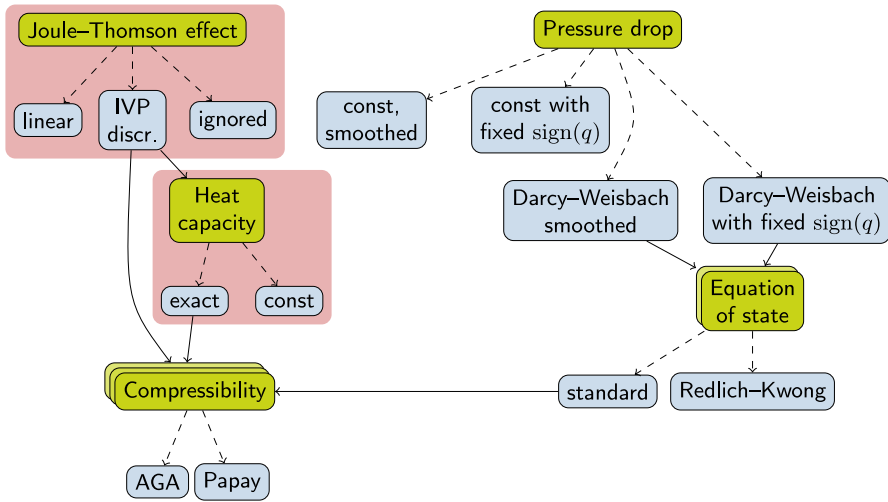 Joule–Thomson effect
Pressure drop
linear
IVP
discr.
ignored
const,
smoothed
const with
fixed sign(q)
Heat
capacity
Darcy–Weisbach
smoothed
Darcy–Weisbach
with fixed sign(q)
exact
const
Equation
of state
Compressibility
standard
Redlich–Kwong
AGA
Papay